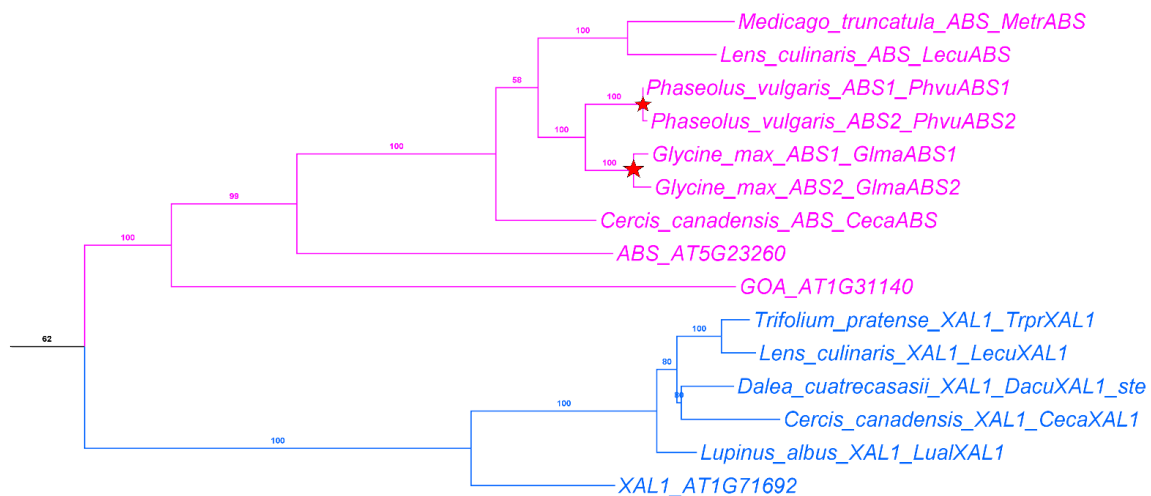 Medicago_truncatula_ABS_MetrABS
100
Lens_culinaris_ABS_LecuABS
58
Phaseolus_vulgaris_ABS1_PhvuABS1
100
Phaseolus_vulgaris_ABS2_PhvuABS2
100
Glycine_max_ABS1_GlmaABS1
100
100
Glycine_max_ABS2_GlmaABS2
99
Cercis_canadensis_ABS_CecaABS
100
ABS_AT5G23260
GOA_AT1G31140
Trifolium_pratense_XAL1_TrprXAL1
100
62
Lens_culinaris_XAL1_LecuXAL1
80
Dalea_cuatrecasasii_XAL1_DacuXAL1_ste
80
100
Cercis_canadensis_XAL1_CecaXAL1
100
Lupinus_albus_XAL1_LualXAL1
XAL1_AT1G71692